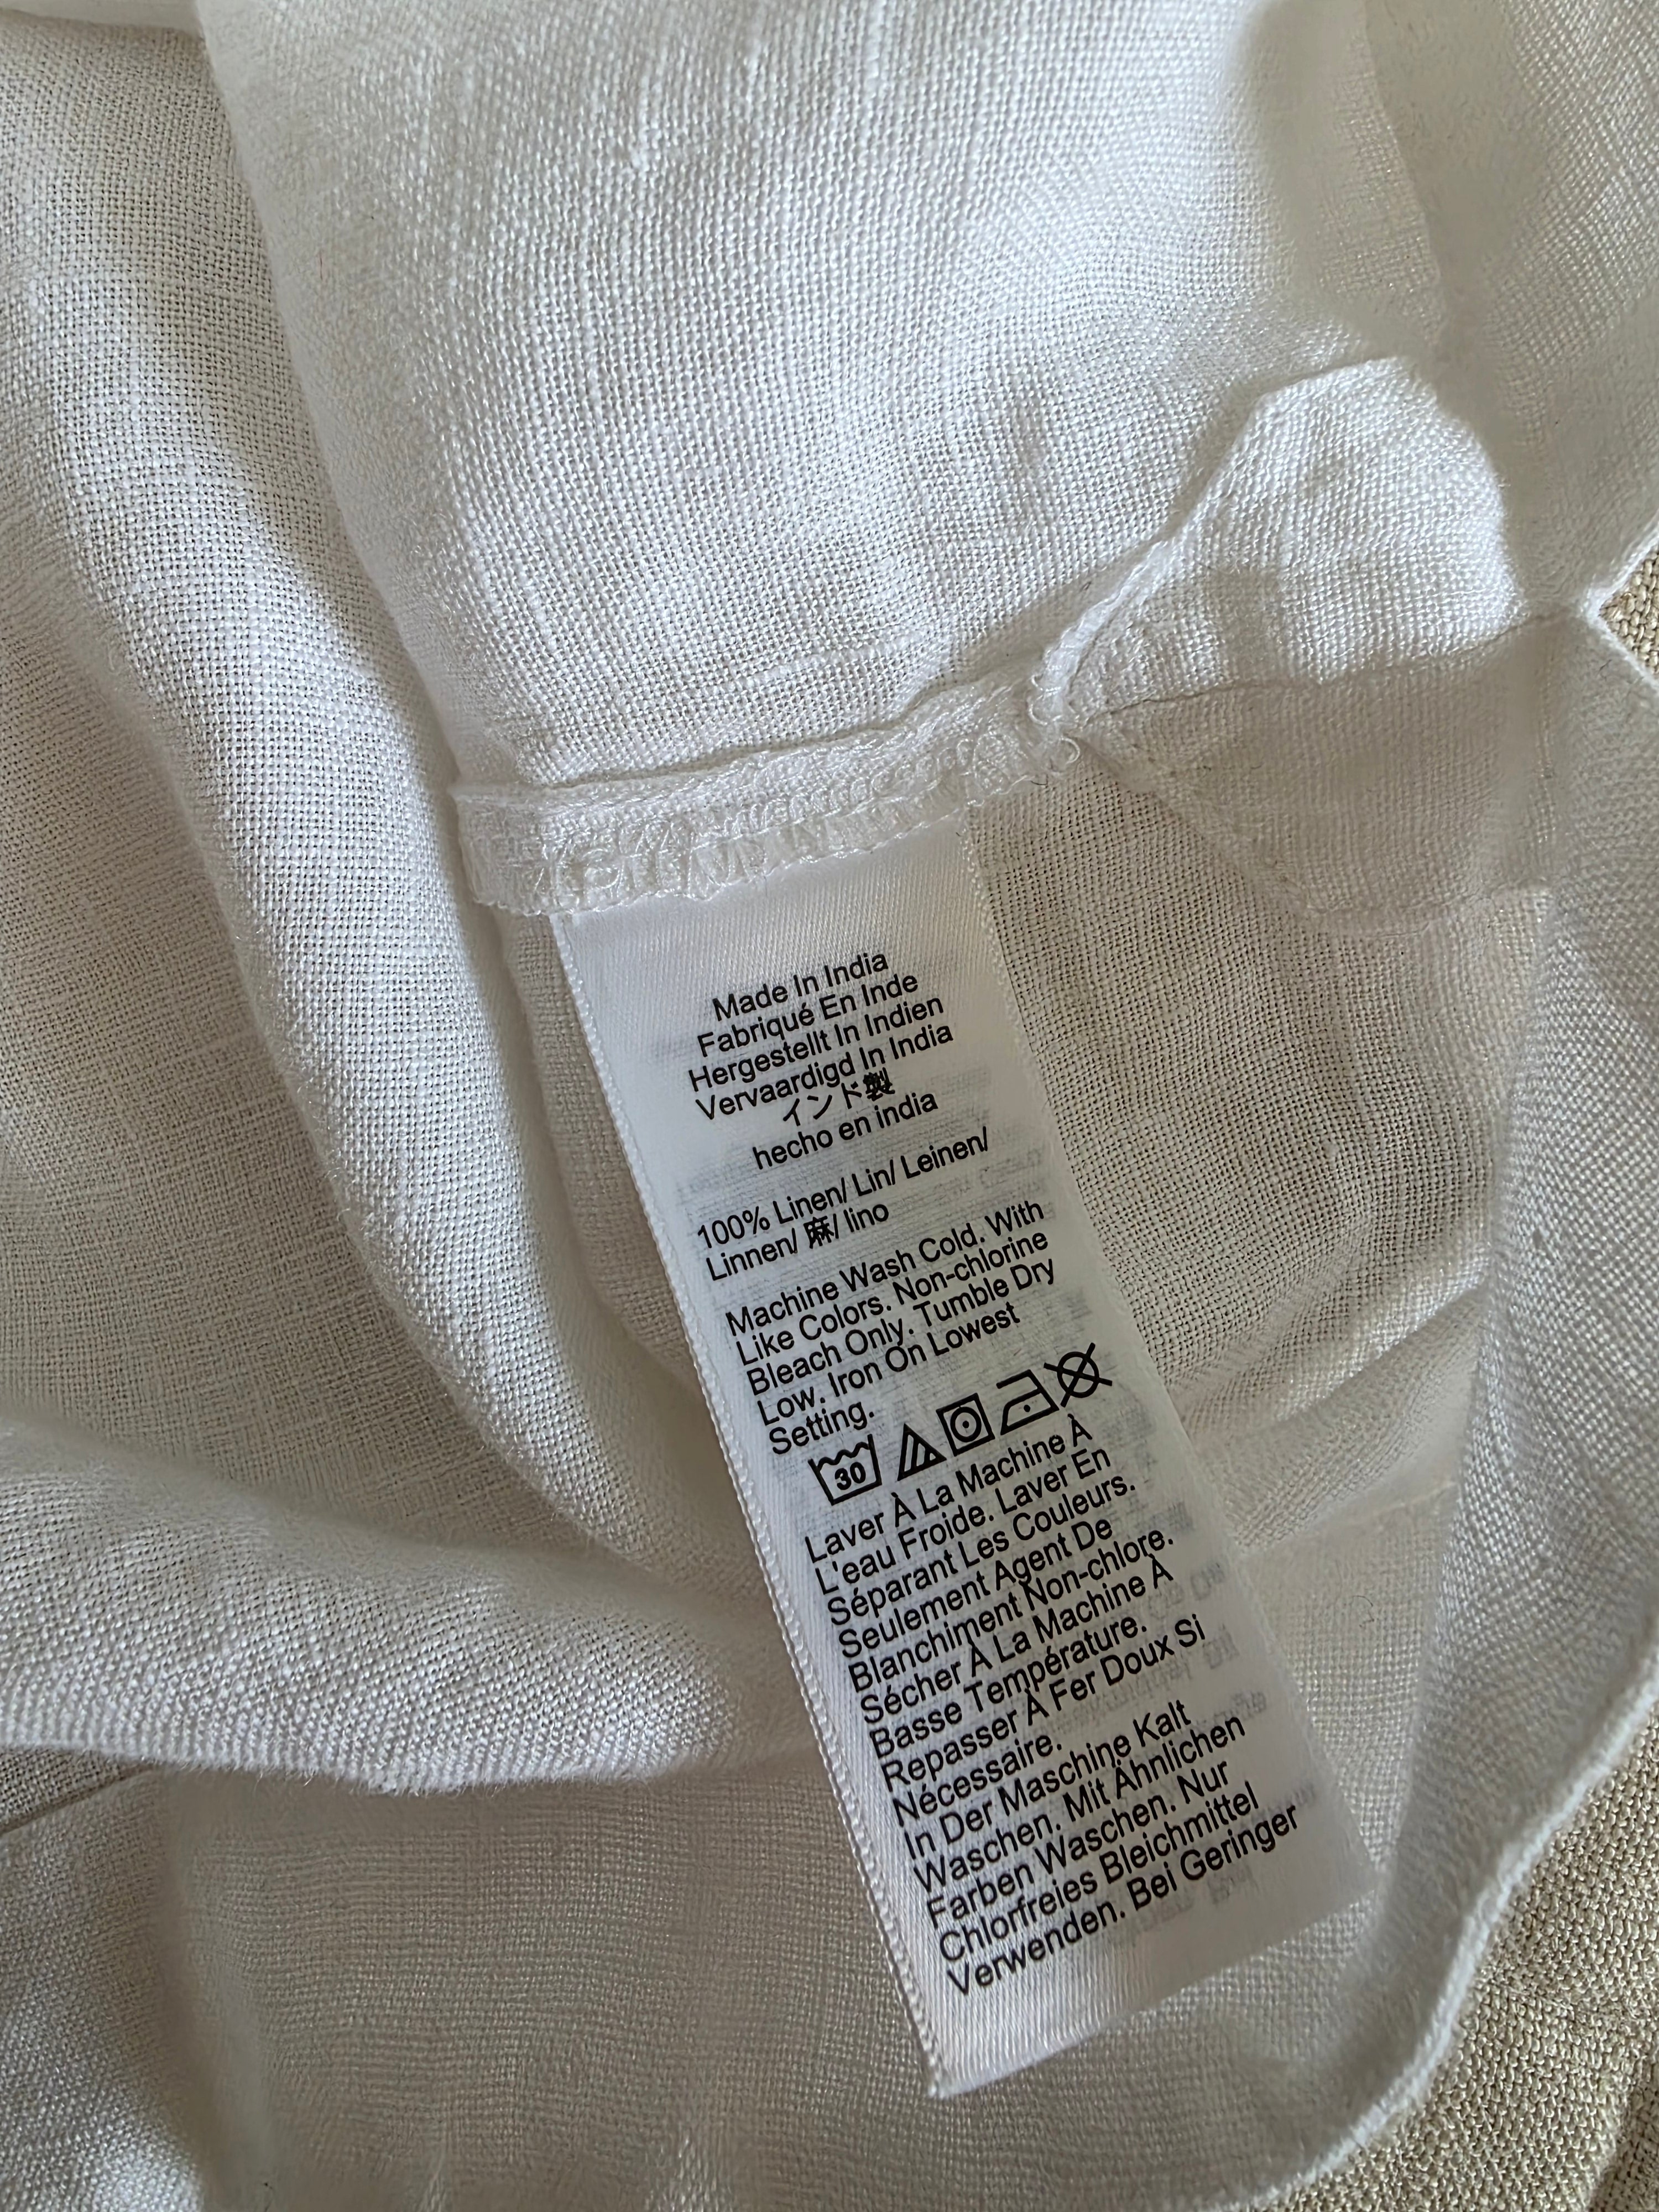 Made In India
Fabriqué En Inde
Hergestellt In Indien
Vervaardigd In India
インド製
hecho en india
100% Linen/ Lin/ Leinen/
Linnen/ 麻/ lino
Machine Wash Cold. With
Like Colors. Non-chlorine
Bleach Only. Tumble Dry
Low. Iron On Lowest
Setting.
30
Laver À La Machine À
L'eau Froide. Laver En
Séparant Les Couleurs.
Seulement Agent De
Blanchiment Non-chlore.
Sécher À La Machine À
Basse Température.
Repasser À Fer Doux Si
Nécessaire.
In Der Maschine Kalt
Waschen. Mit Ähnlichen
Farben Waschen. Nur
Chlorfreies Bleichmittel
Verwenden. Bei Geringer